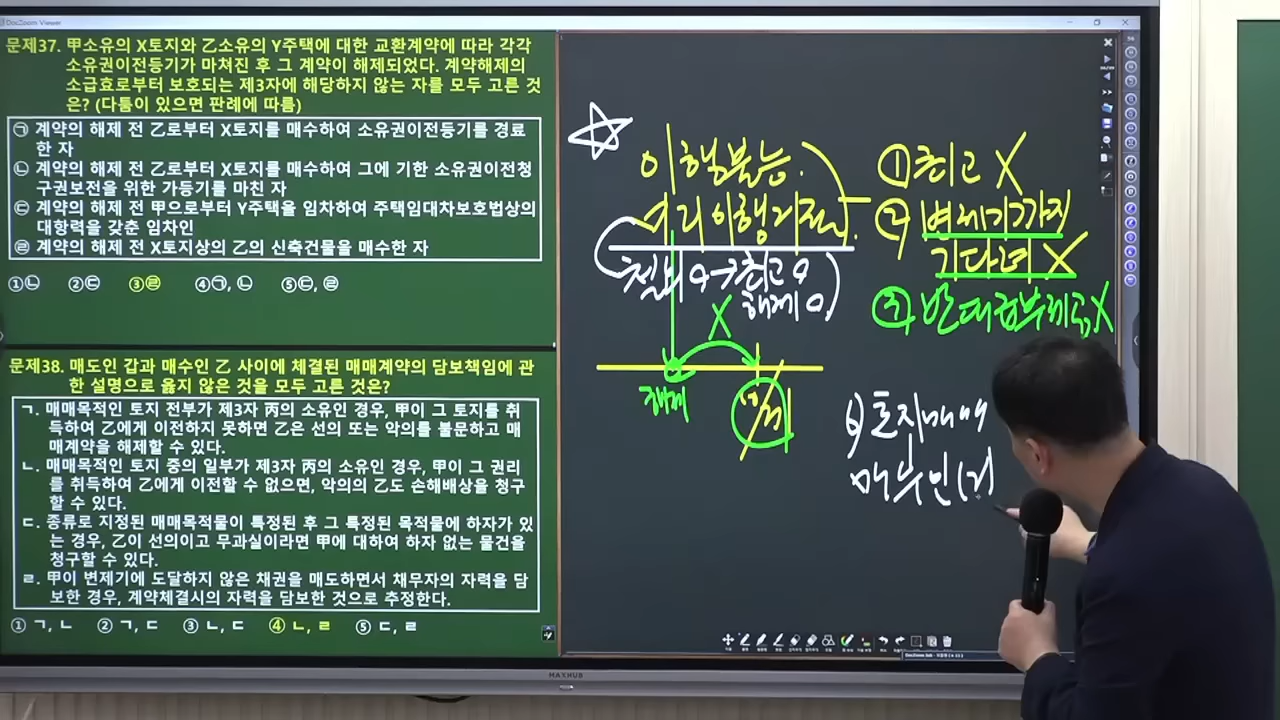 DocZoom Viewer
문제37. 甲소유의 X토지와 乙소유의 Y주택에 대한 교환계약에 따라 각각
소유권이전등기가 마쳐진 후 그 계약이 해제되었다. 계약해제의
소급효로부터 보호되는 제3자에 해당하지 않는 자를 모두 고른 것
은? (다툼이 있으면 판례에 따름)
㉠ 계약의 해제 전 乙로부터 X토지를 매수하여 소유권이전등기를 경료
한 자
㉡ 계약의 해제 전 乙로부터 X토지를 매수하여 그에 기한 소유권이전청
구권보전을 위한 가등기를 마친 자
㉢ 계약의 해제 전 甲으로부터 Y주택을 임차하여 주택임대차보호법상의
대항력을 갖춘 임차인
㉣ 계약의 해제 전 X토지상의 乙의 신축건물을 매수한 자
①㉡ ②㉢ ③㉣ ④㉠, ㉡ ⑤㉢, ㉣
문제38. 매도인 갑과 매수인 乙 사이에 체결된 매매계약의 담보책임에 관
한 설명으로 옳지 않은 것을 모두 고른 것은?
ㄱ. 매매목적인 토지 전부가 제3자 丙의 소유인 경우, 甲이 그 토지를 취
득하여 乙에게 이전하지 못하면 乙은 선의 또는 악의를 불문하고 매
매계약을 해제할 수 있다.
ㄴ. 매매목적인 토지 중의 일부가 제3자 丙의 소유인 경우, 甲이 그 권리
를 취득하여 乙에게 이전할 수 없으면, 악의의 乙도 손해배상을 청구
할 수 있다.
ㄷ. 종류로 지정된 매매목적물이 특정된 후 그 특정된 목적물에 하자가 있
는 경우, 乙이 선의이고 무과실이라면 甲에 대하여 하자 없는 물건을
청구할 수 있다.
ㄹ. 甲이 변제기에 도달하지 않은 채권을 매도하면서 채무자의 자력을 담
보한 경우, 계약체결시의 자력을 담보한 것으로 추정한다.
① ㄱ, ㄴ ② ㄱ, ㄷ ③ ㄴ, ㄷ ④ ㄴ, ㄹ ⑤ ㄷ, ㄹ
이행불능.
미리 이행거절
→최고 O
해제 O
X
해제
① 최고 X
② 변제기까지
기다려 X
③ 반대급부제공 X
토지매매
매수인
MAXHUB